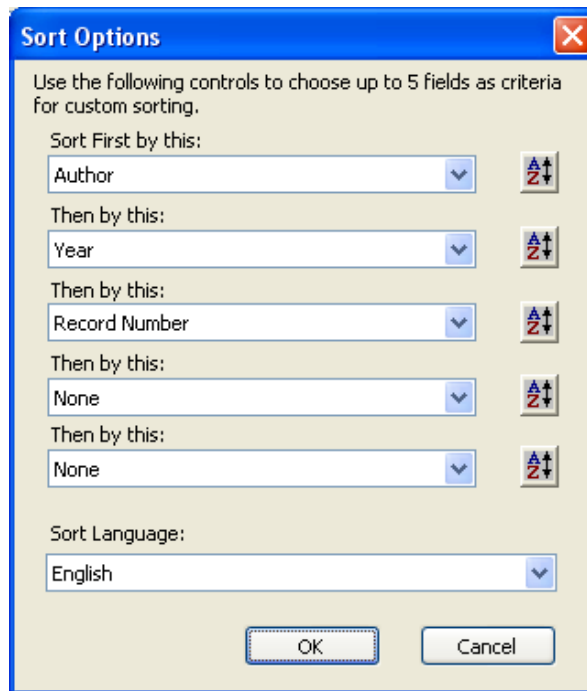 Sort Options
Use the following controls to choose up to 5 fields as criteria
for custom sorting.
Sort First by this:
Author
A
Z
Then by this:
Year
A
Z
Then by this:
Record Number
A
Z
Then by this:
None
A
Z
Then by this:
None
A
Z
Sort Language:
English
OK Cancel